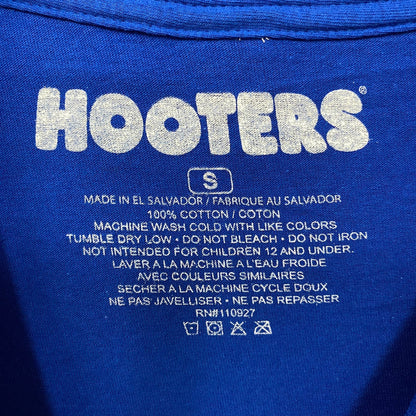 HOOTERS®
S
MADE IN EL SALVADOR / FABRIQUE AU SALVADOR
100% COTTON / COTON
MACHINE WASH COLD WITH LIKE COLORS
TUMBLE DRY LOW • DO NOT BLEACH • DO NOT IRON
NOT INTENDED FOR CHILDREN 12 AND UNDER.
LAVER A LA MACHINE A L'EAU FROIDE
AVEC COULEURS SIMILAIRES
SECHER A LA MACHINE CYCLE DOUX
NE PAS JAVELLISER • NE PAS REPASSER
RN#110927